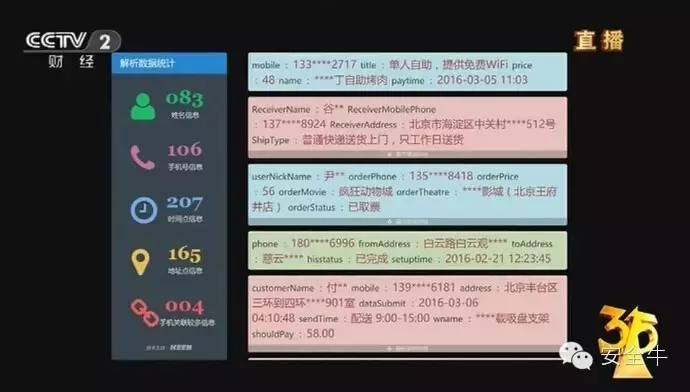 CCTV 2
财经
直播
解析数据统计
083
姓名信息
106
手机号信息
207
时间点信息
165
地址点信息
004
手机关联较多信息
mobile : 133****2717 title : 单人自助，提供免费WiFi price
: 48 name : ****丁自助烤肉 paytime : 2016-03-05 11:03
ReceiverName : 谷** ReceiverMobilePhone
: 137****8924 ReceiverAddress : 北京市海淀区中关村****512号
ShipType : 普通快递送货上门，只工作日送货
userNickName : 尹** orderPhone : 135****8418 orderPrice
: 56 orderMovie : 疯狂动物城 orderTheatre : ****影城（北京王府
井店） orderStatus : 已取票
phone : 180****6996 fromAddress : 白云路白云观**** toAddress
: 慈云**** hisstatus : 已完成 setuptime : 2016-02-21 12:23:45
customerName : 付** mobile : 139****6181 address : 北京丰台区
三环到四环****901室 dataSubmit : 2016-03-06
04:10:48 sendTime : 配送 9:00-15:00 wname : ****载吸盘支架
shouldPay : 58.00
315
安全牛